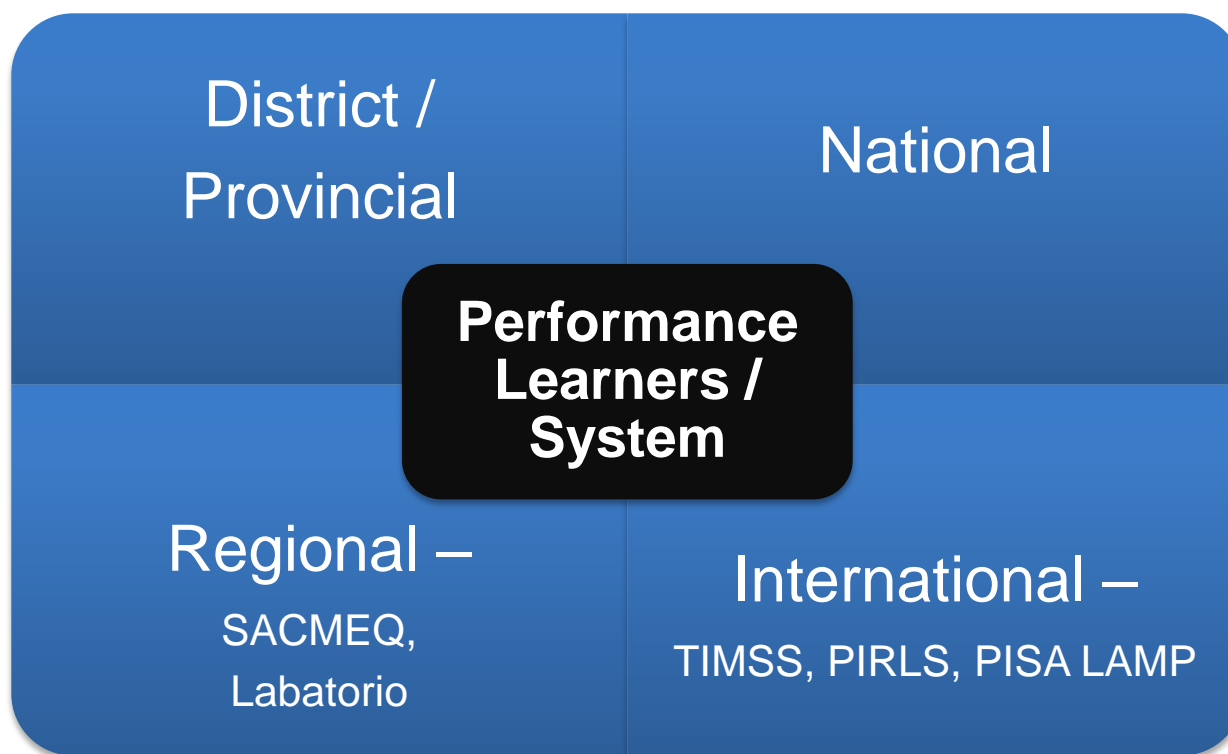 District /
Provincial
National
Performance
Learners /
System
Regional –
SACMEQ,
Labatorio
International –
TIMSS, PIRLS, PISA LAMP